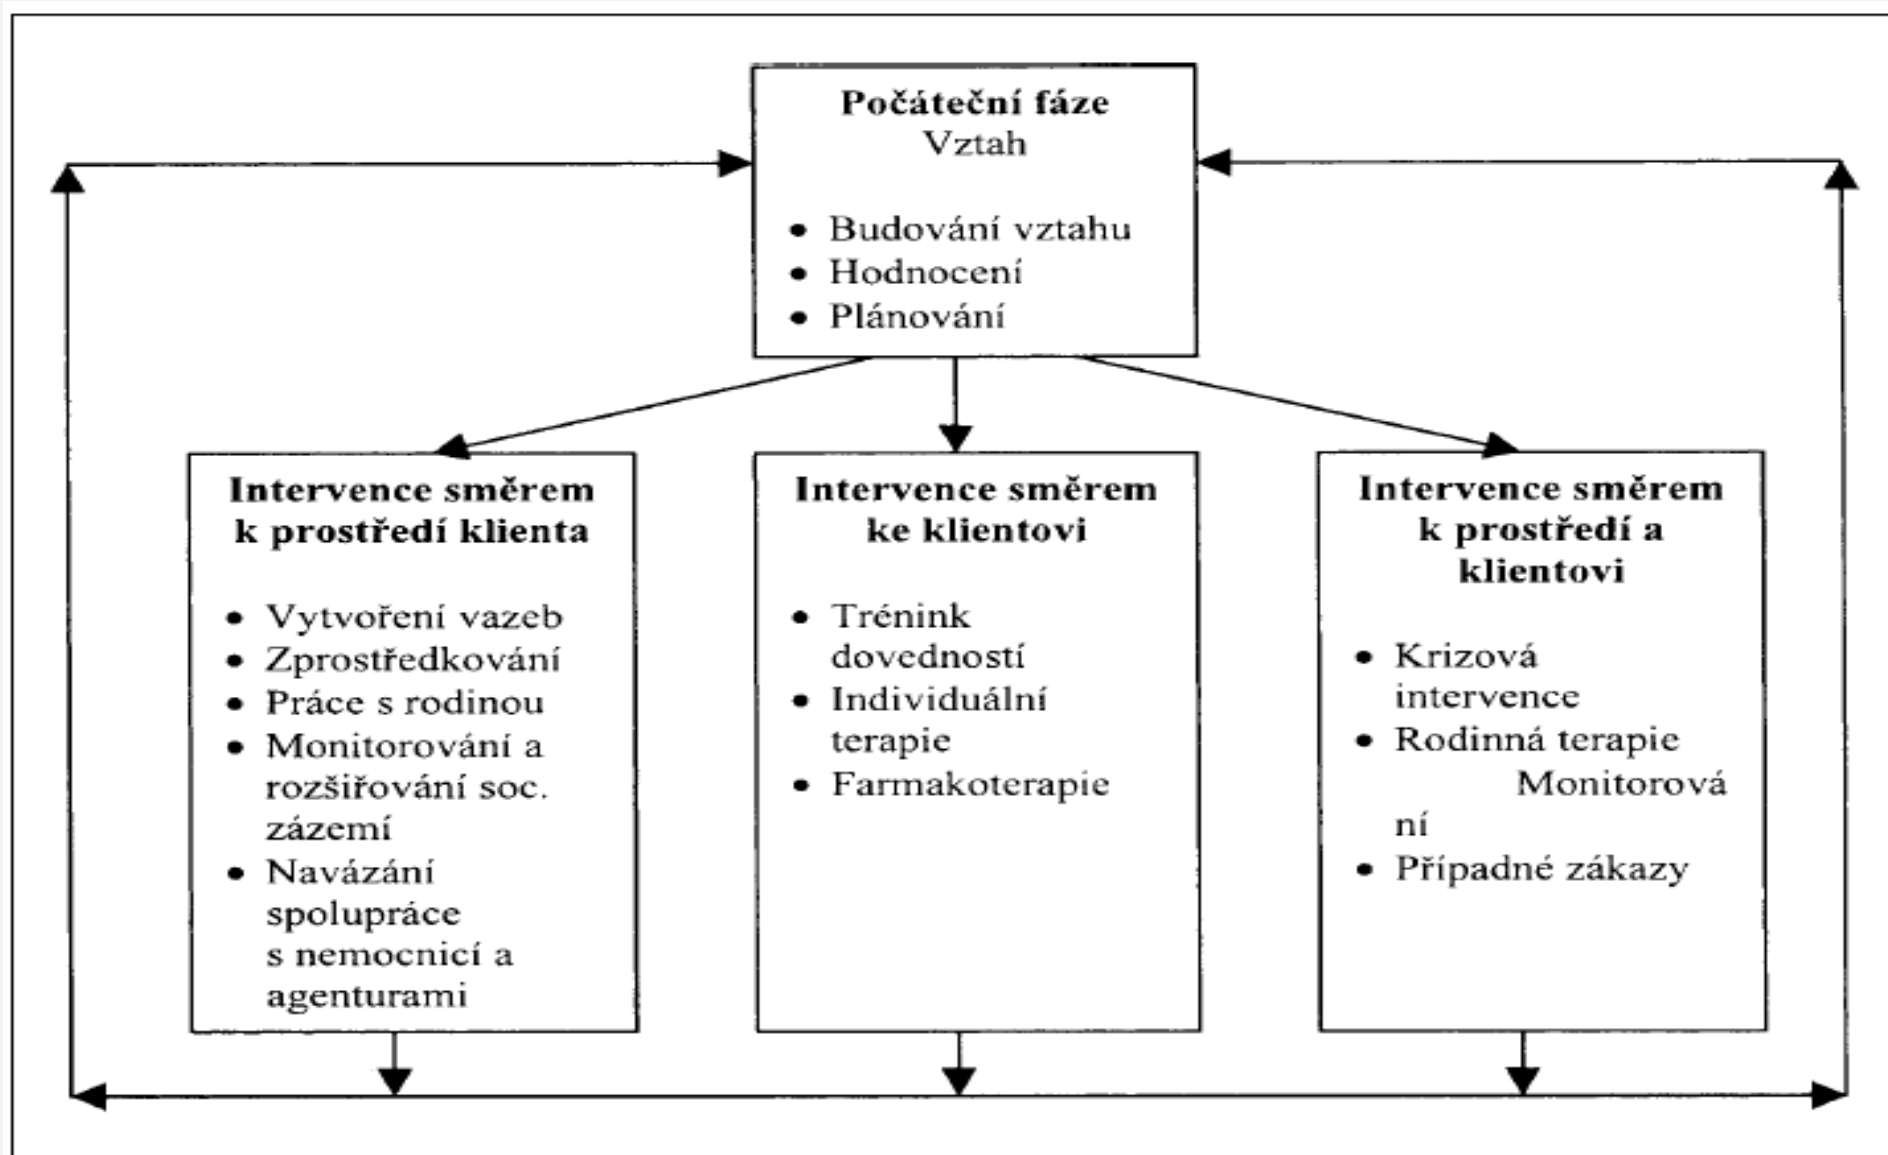 Počáteční fáze
Vztah
• Budování vztahu
• Hodnocení
• Plánování
Intervence směrem
k prostředí klienta
• Vytvoření vazeb
• Zprostředkování
• Práce s rodinou
• Monitorování a
rozšiřování soc.
zázemí
• Navázání
spolupráce
s nemocnicí a
agenturami
Intervence směrem
ke klientovi
• Trénink
dovedností
• Individuální
terapie
• Farmakoterapie
Intervence směrem
k prostředí a
klientovi
• Krizová
intervence
• Rodinná terapie
Monitorová
ní
• Případné zákazy